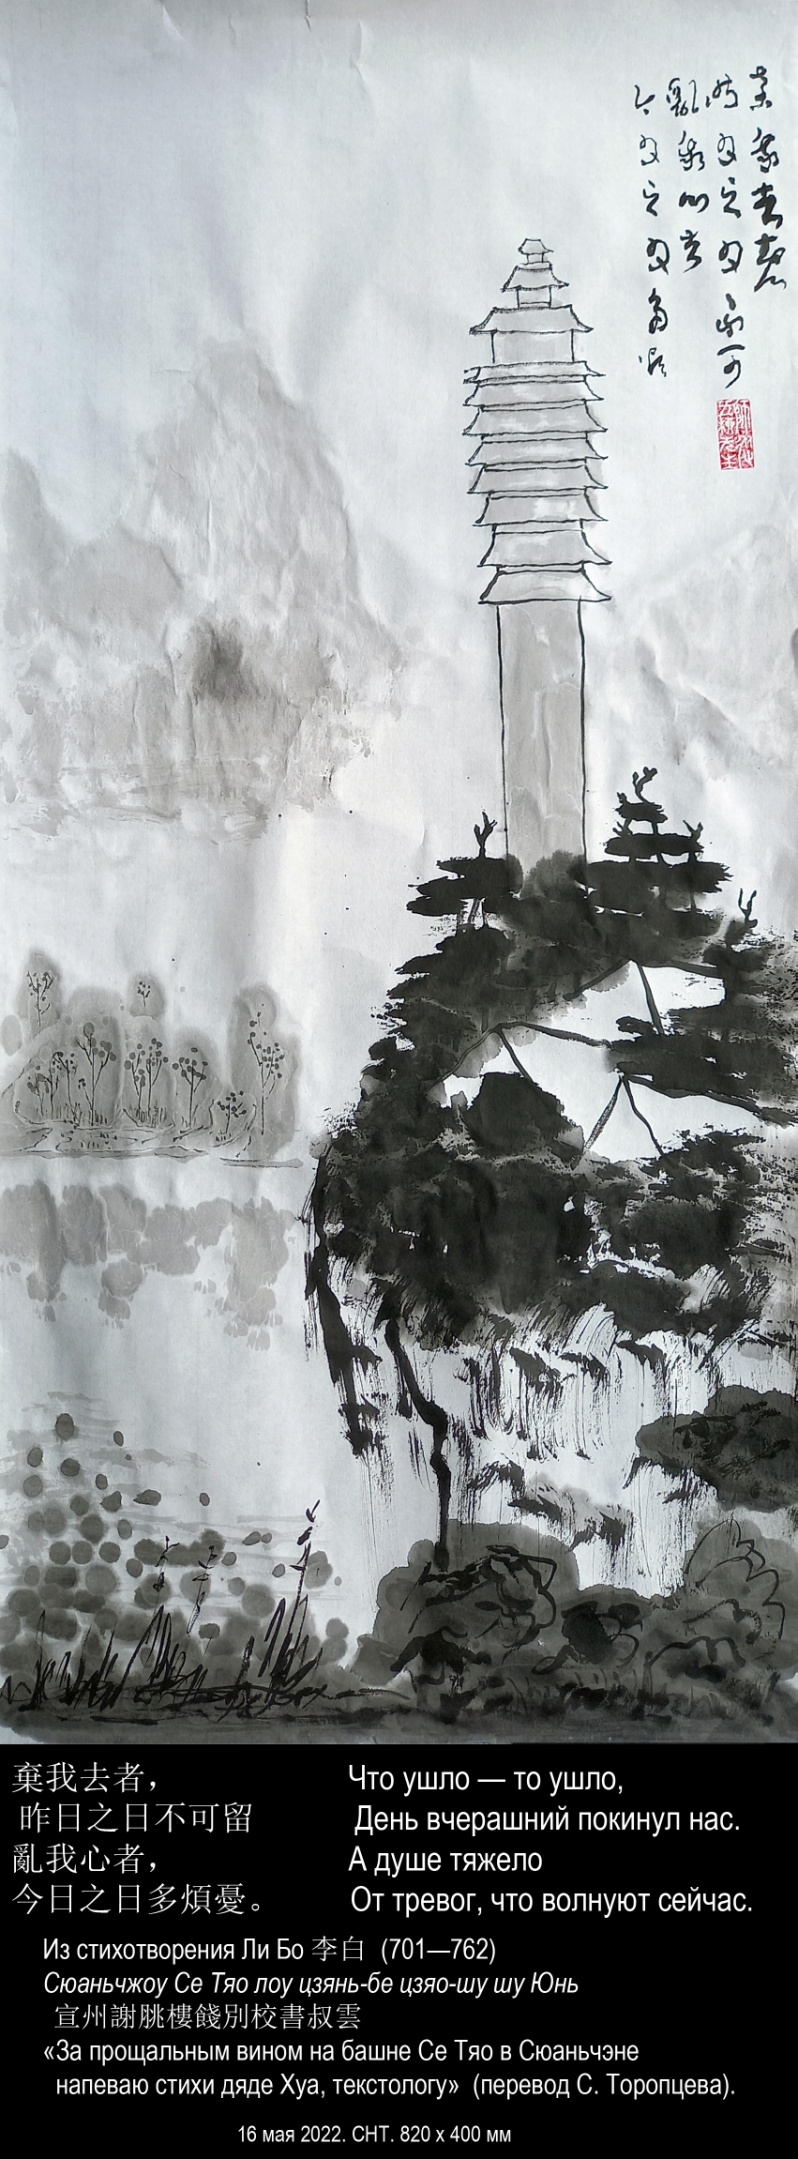 棄我去者，
昨日之日不可留
亂我心者，
今日之日多煩憂。
Что ушло — то ушло,
День вчерашний покинул нас.
А душе тяжело
От тревог, что волнуют сейчас.
Из стихотворения Ли Бо 李白 (701—762)
Сюаньчжоу Се Тяо лоу цзянь-бе цзяо-шу шу Юнь
宣州謝朓樓餞別校書叔雲
«За прощальным вином на башне Се Тяо в Сюаньчэне
напеваю стихи дяде Хуа, текстологу» (перевод С. Торопцева).
16 мая 2022. СНТ. 820 x 400 мм